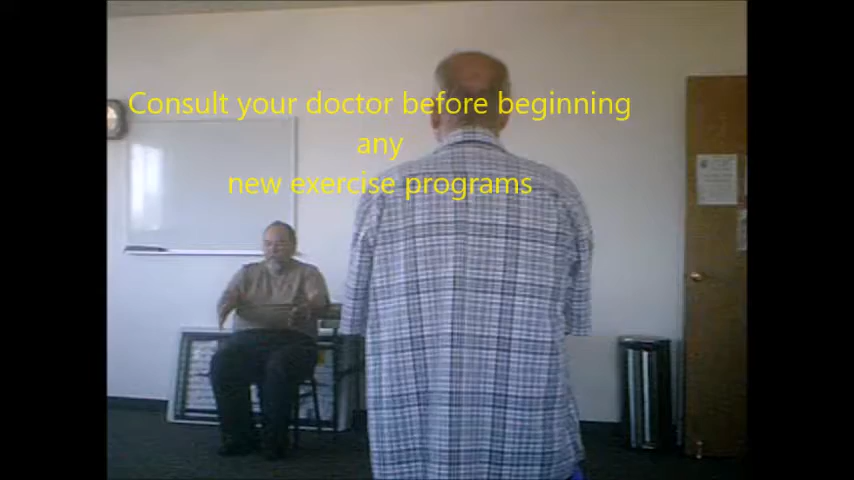 Consult your doctor before beginning
any
new exercise programs